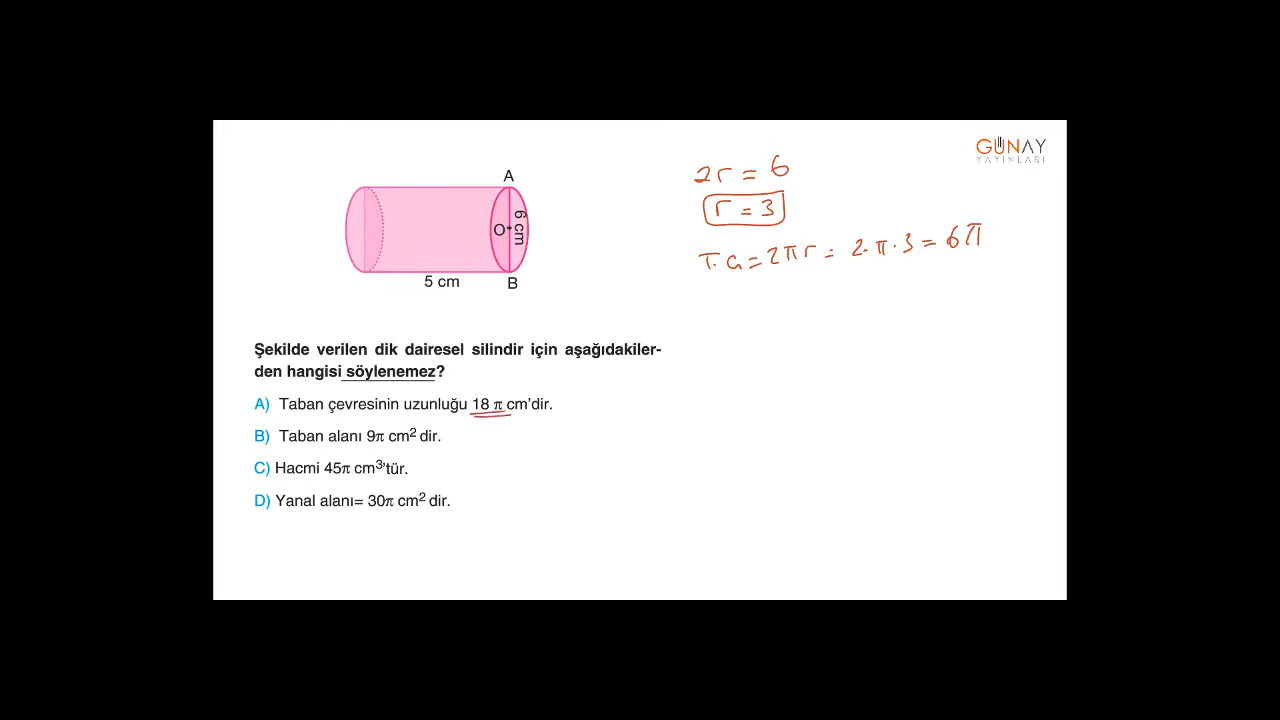 GÜNAY
YAYINLARI
A
O
6 cm
5 cm
B
2r = 6
r = 3
T.Ç = 2πr = 2.π.3 = 6π
Şekilde verilen dik dairesel silindir için aşağıdakiler-
den hangisi söylenemez?
A) Taban çevresinin uzunluğu 18 π cm'dir.
B) Taban alanı 9π cm² dir.
C) Hacmi 45π cm³'tür.
D) Yanal alanı= 30π cm² dir.